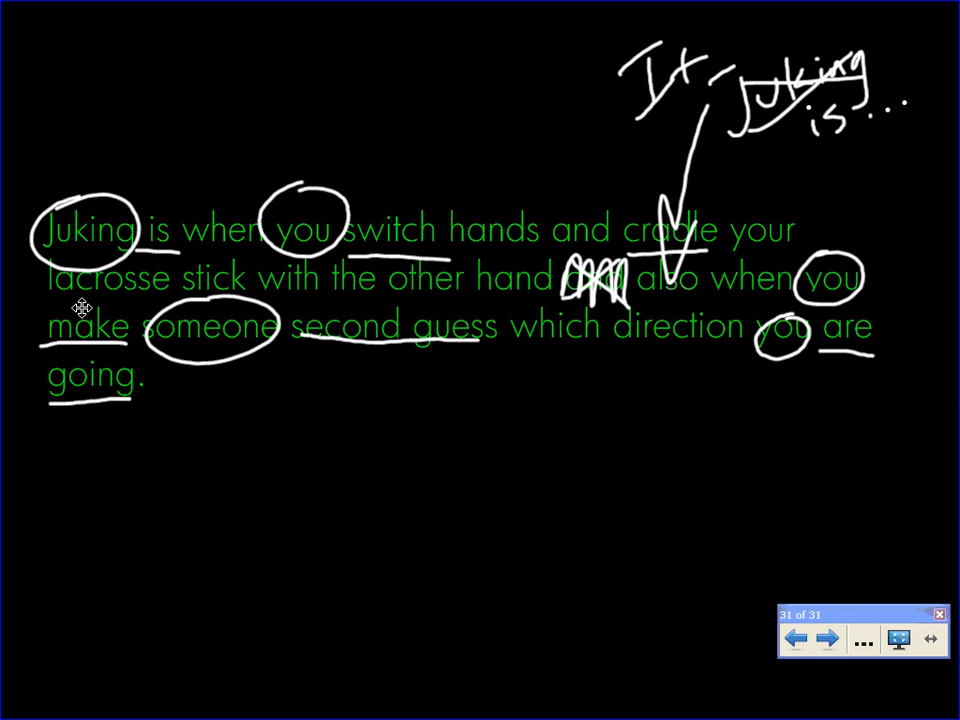 It - Juking
is...
Juking is when you switch hands and cradle your
lacrosse stick with the other hand and also when you
make someone second guess which direction you are
going.
31 of 31